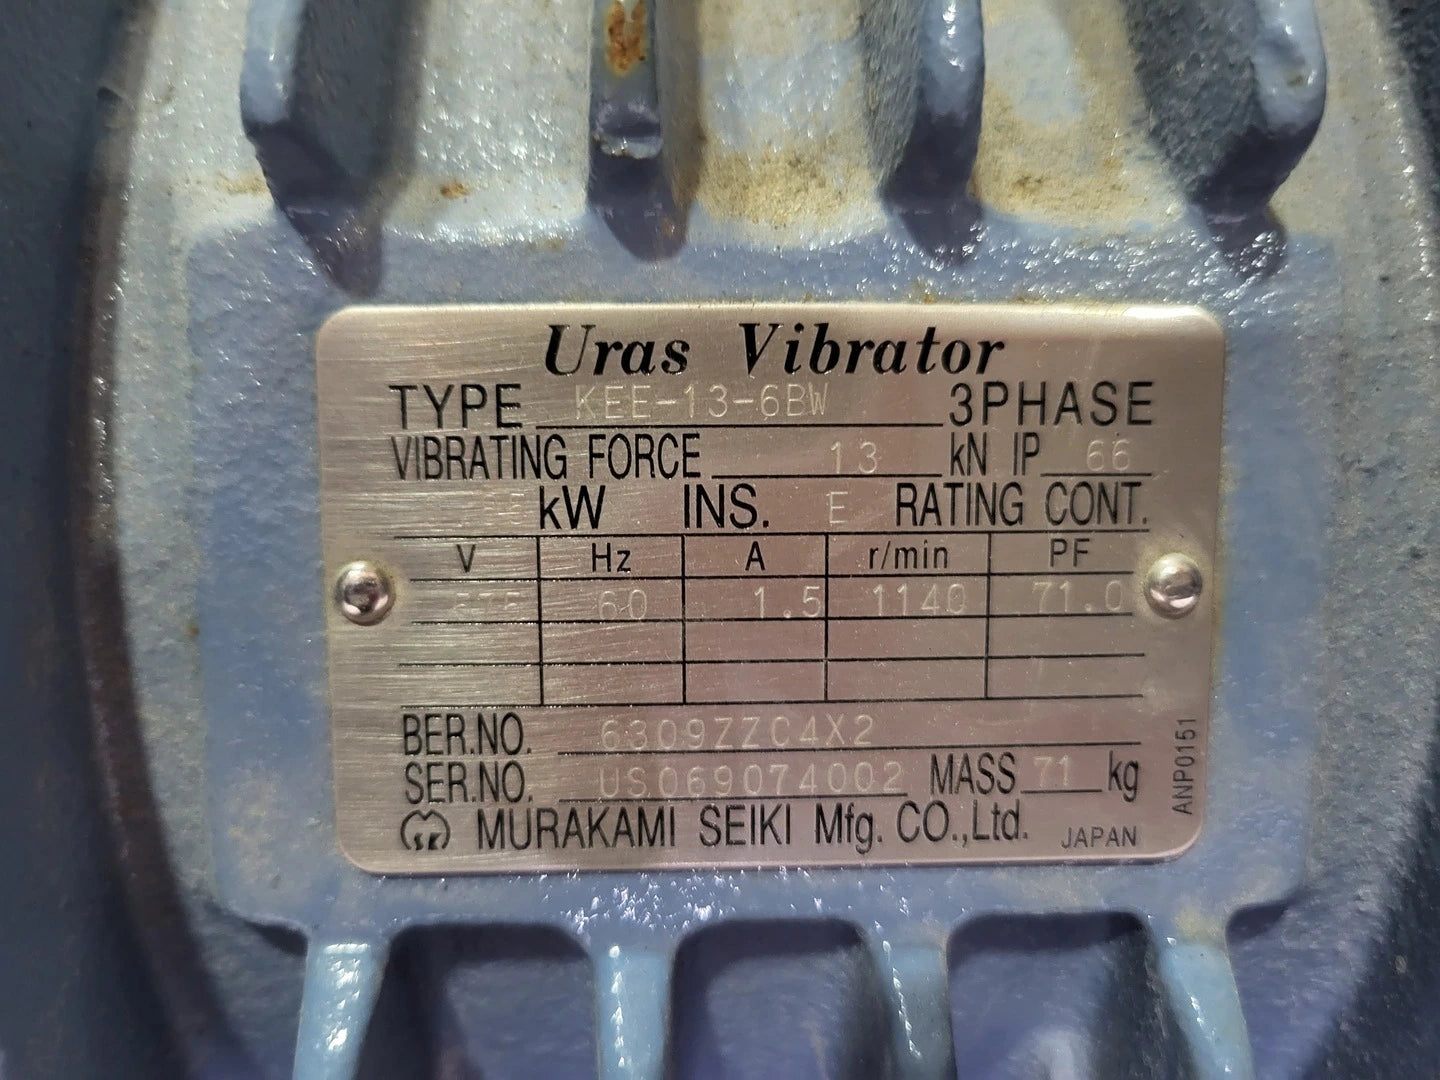 Uras Vibrator
TYPE KEE-13-6BW 3PHASE
VIBRATING FORCE 13 kN IP 66
kW INS. E RATING CONT.
V Hz A r/min PF
60 1.5 1140 71.0
BER.NO. 6309ZZC4X2
SER.NO. US069074002 MASS 71 kg
MURAKAMI SEIKI Mfg. CO.,Ltd. JAPAN
ANP0151